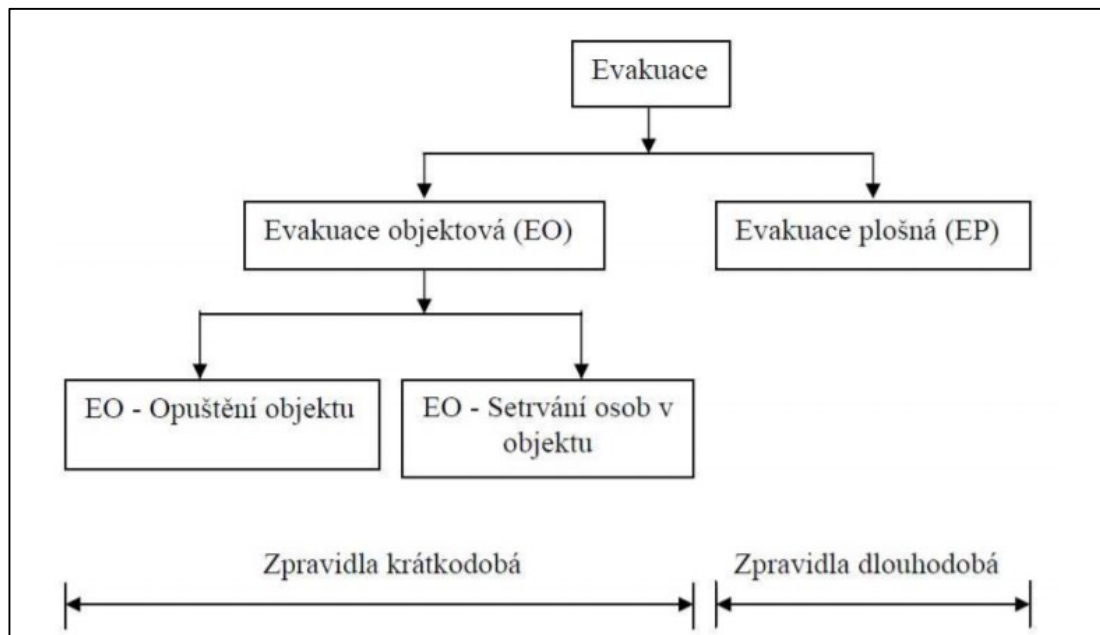 Evakuace
Evakuace objektová (EO)
Evakuace plošná (EP)
EO - Opuštění objektu
EO - Setrvání osob v
objektu
Zpravidla krátkodobá
Zpravidla dlouhodobá